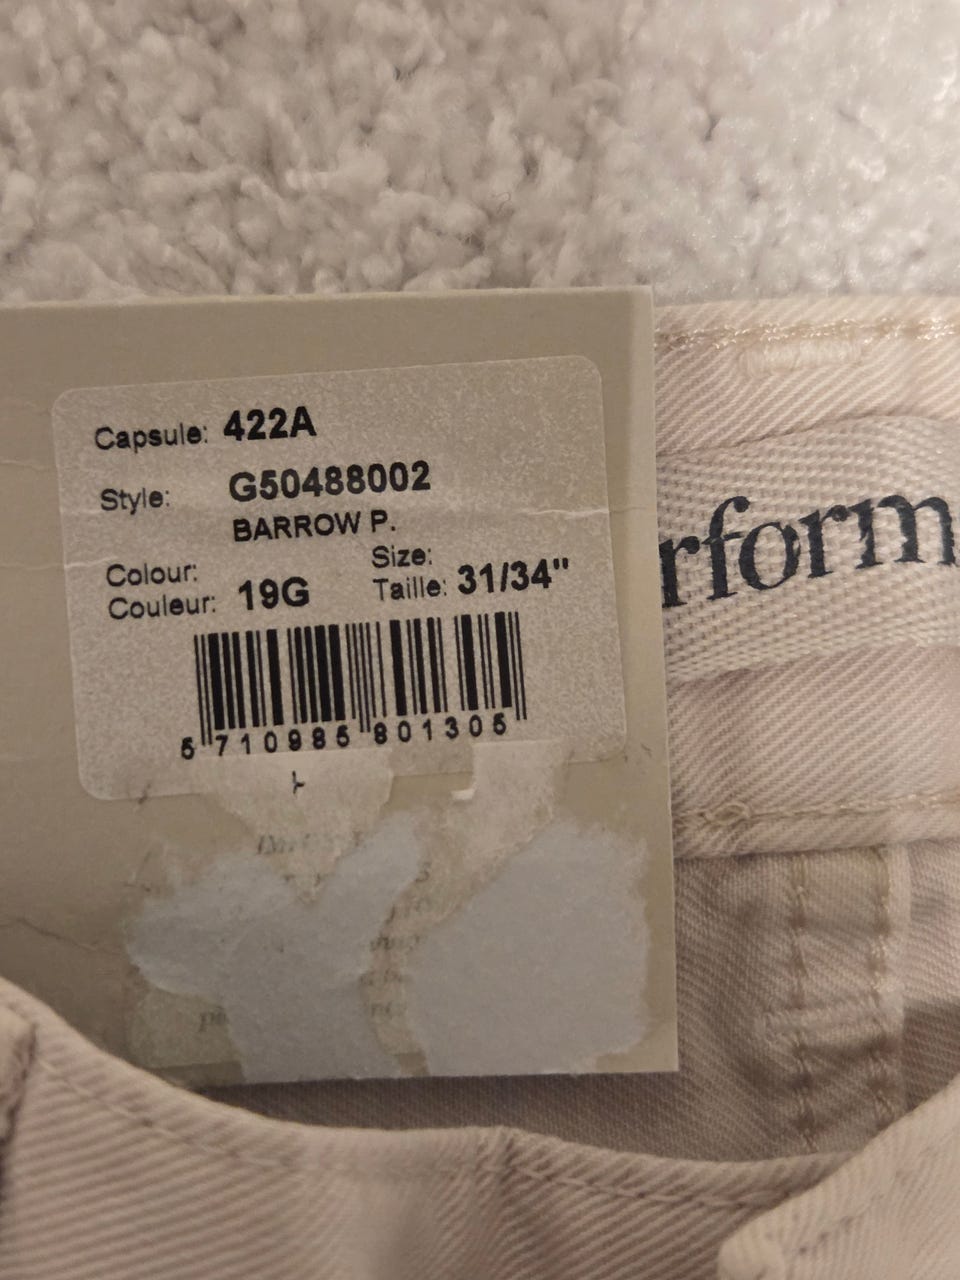 Capsule: 422A
Style: G50488002
BARROW P.
Colour:
Couleur: 19G
Size:
Taille: 31/34"
5 710985 801305
rform